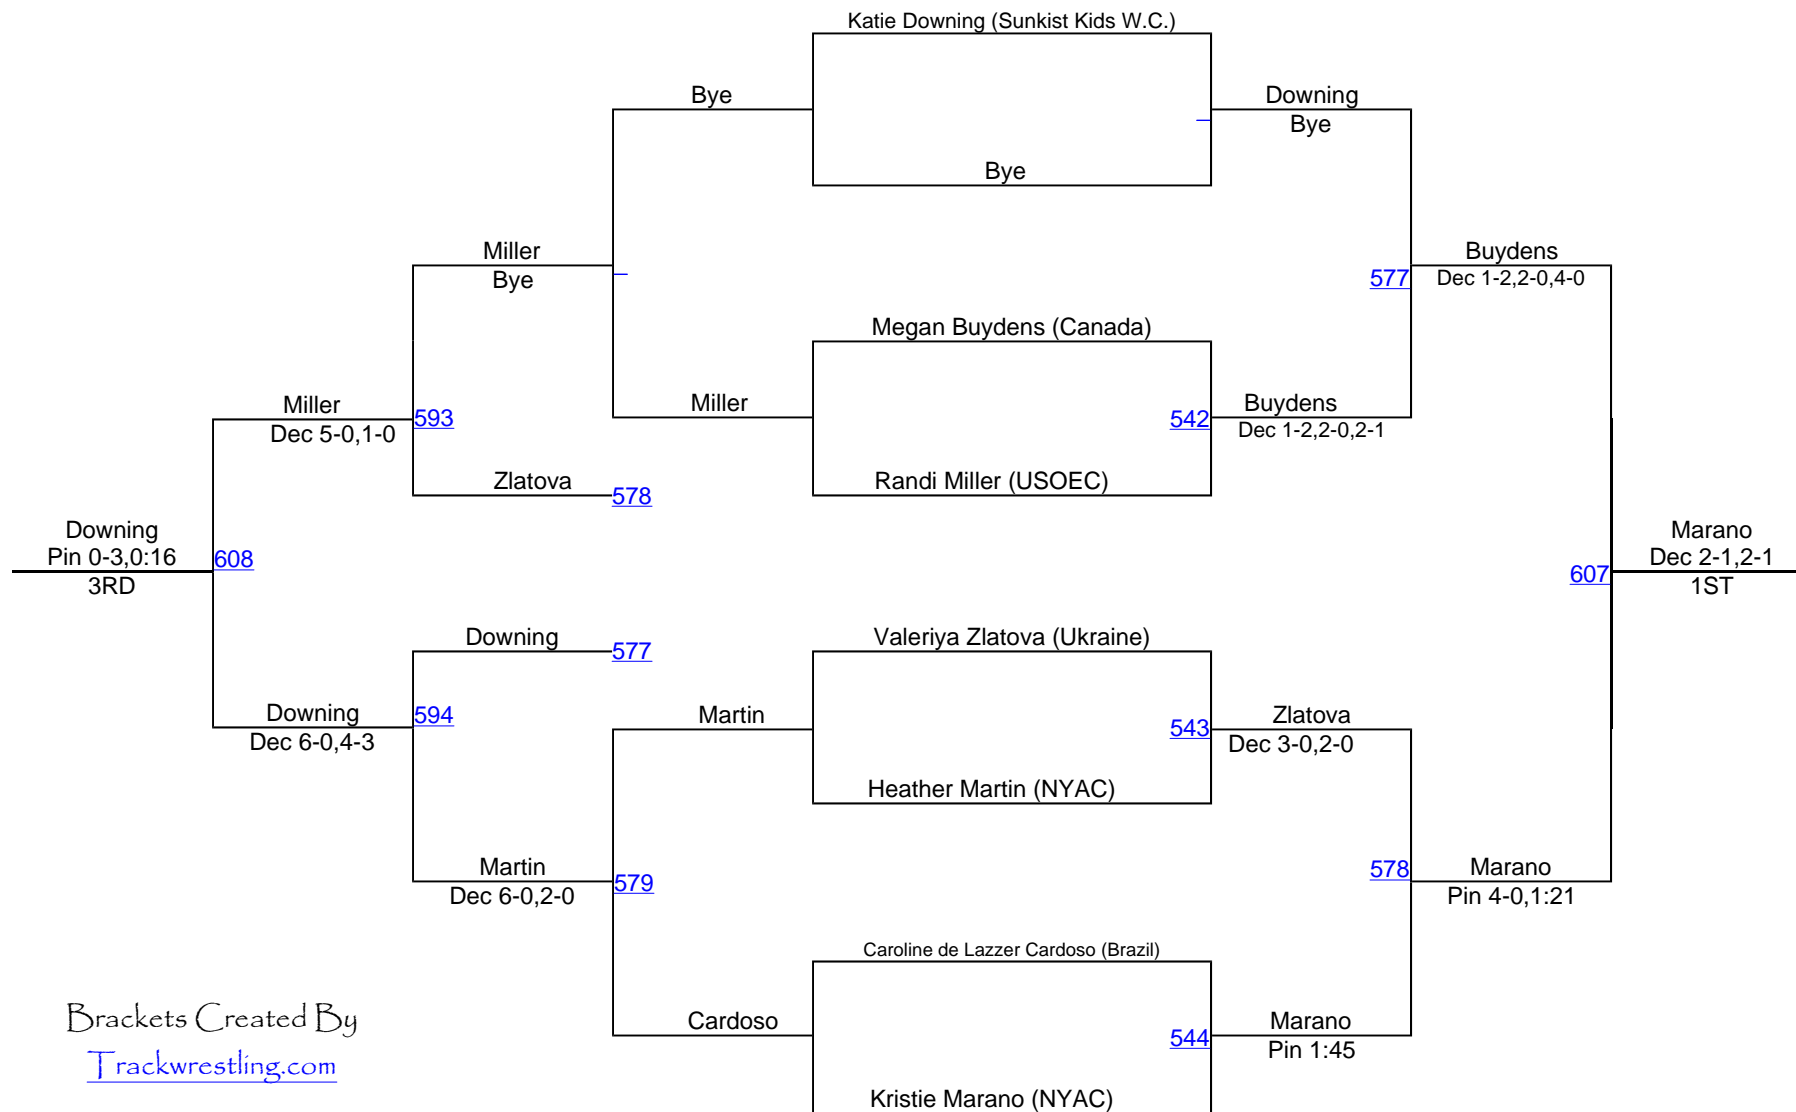 Katie Downing (Sunkist Kids W.C.)
Bye
Downing
Bye
Bye
Miller
Bye
Buydens
577
Dec 1-2,2-0,4-0
Megan Buydens (Canada)
Miller
Dec 5-0,1-0
593
Miller
542
Buydens
Dec 1-2,2-0,2-1
Zlatova
578
Randi Miller (USOEC)
Downing
Pin 0-3,0:16
3RD
608
607
Marano
Dec 2-1,2-1
1ST
Downing
577
Valeriya Zlatova (Ukraine)
Downing
Dec 6-0,4-3
594
Martin
543
Zlatova
Dec 3-0,2-0
Heather Martin (NYAC)
Martin
Dec 6-0,2-0
579
578
Marano
Pin 4-0,1:21
Caroline de Lazzer Cardoso (Brazil)
Cardoso
544
Marano
Pin 1:45
Kristie Marano (NYAC)
Brackets Created By
Trackwrestling.com